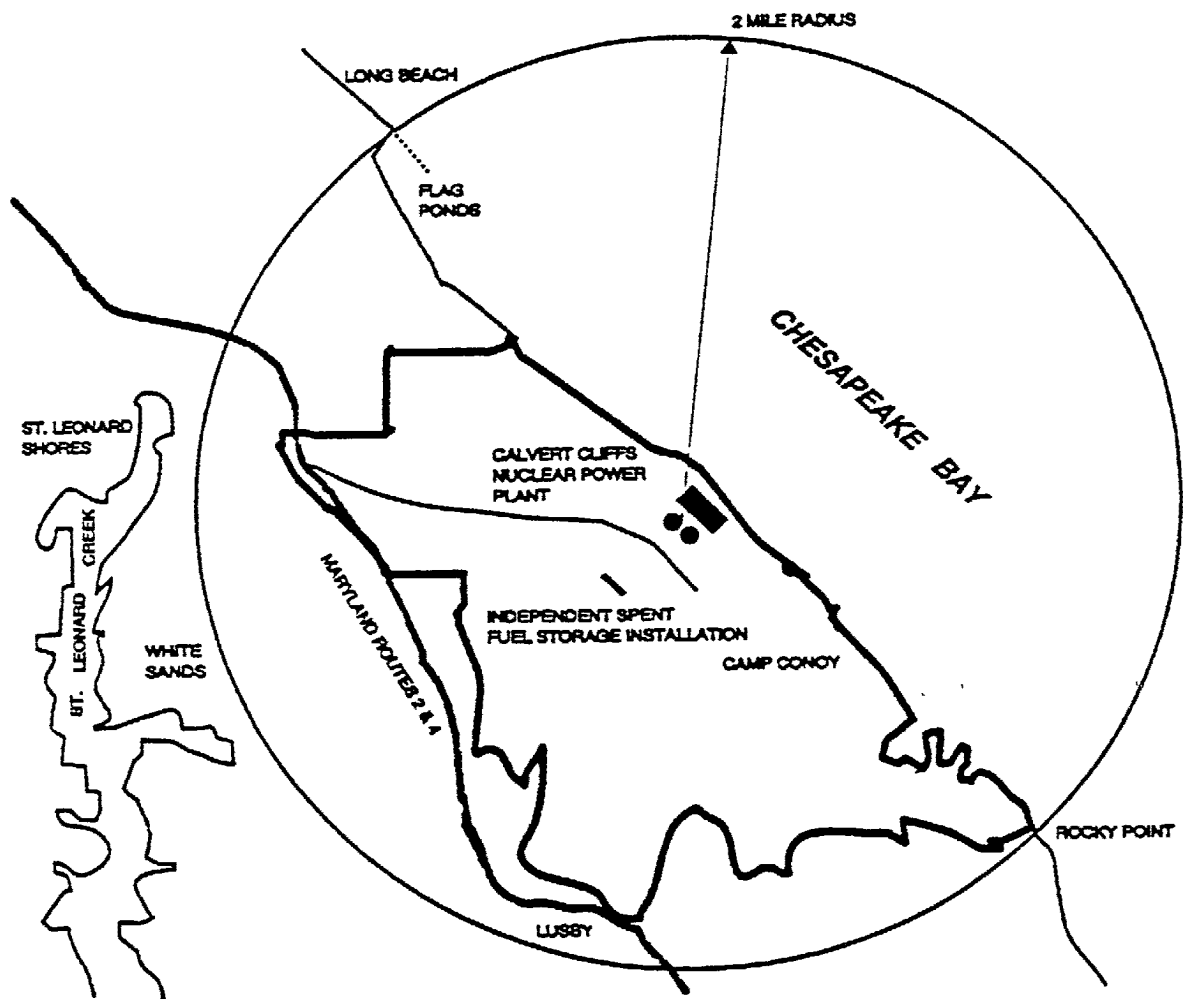 2 MILE RADIUS
LONG BEACH
FLAG
PONDS
CHESAPEAKE BAY
ST. LEONARD
SHORES
CALVERT CLIFFS
NUCLEAR POWER
PLANT
ST. LEONARD CREEK
MARYLAND ROUTES 2 & 4
INDEPENDENT SPENT
FUEL STORAGE INSTALLATION
WHITE
SANDS
CAMP CONOY
ROCKY POINT
LUSBY